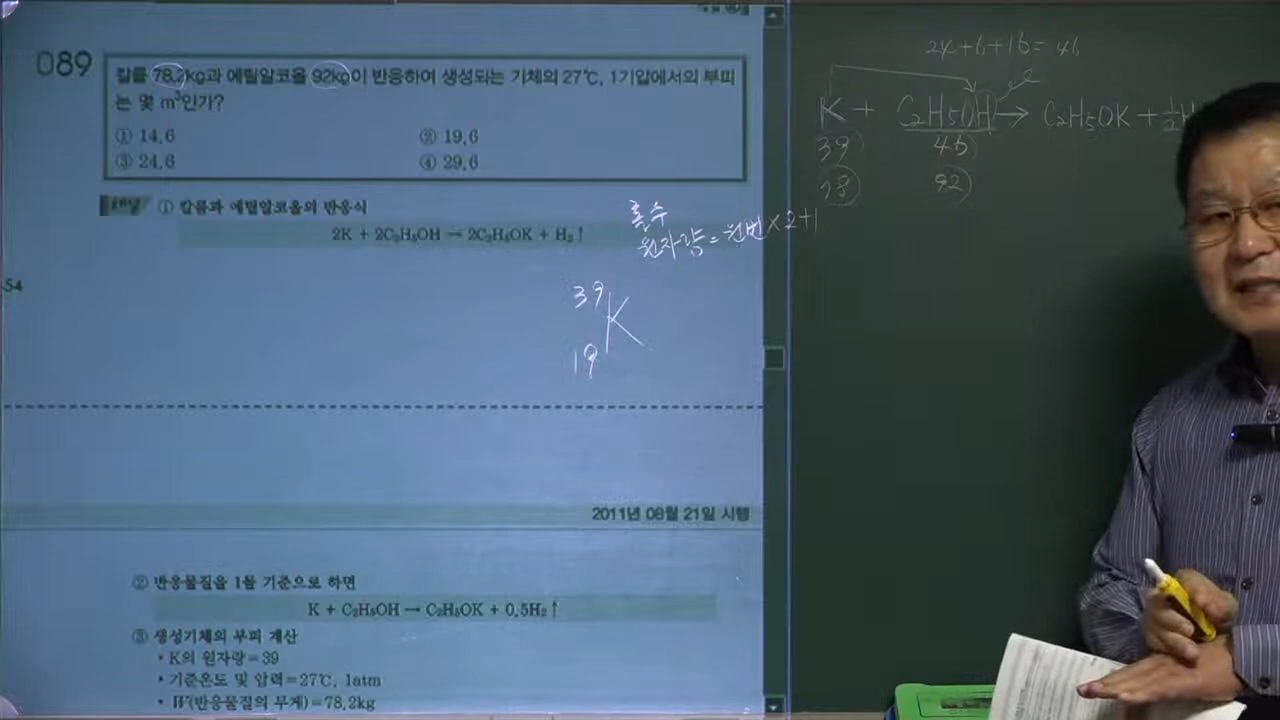 089
칼륨 78.2kg과 에틸알코올 92kg이 반응하여 생성되는 기체의 27℃, 1기압에서의 부피
는 몇 m³인가?
① 14.6 ② 19.6
③ 24.6 ④ 29.6
해설 ① 칼륨과 에틸알코올의 반응식
2K + 2C₂H₅OH → 2C₂H₅OK + H₂↑
홀수
원자량 = 원번 × 2 + 1
39
K
19
-54
2011년 08월 21일 시행
② 반응물질을 1몰 기준으로 하면
K + C₂H₅OH → C₂H₅OK + 0.5H₂↑
③ 생성기체의 부피 계산
• K의 원자량 = 39
• 기준온도 및 압력 = 27℃, 1atm
• W(반응물질의 무게) = 78.2kg
24+6+16 = 46
K + C₂H₅OH → C₂H₅OK + ½H
39 46
78 92